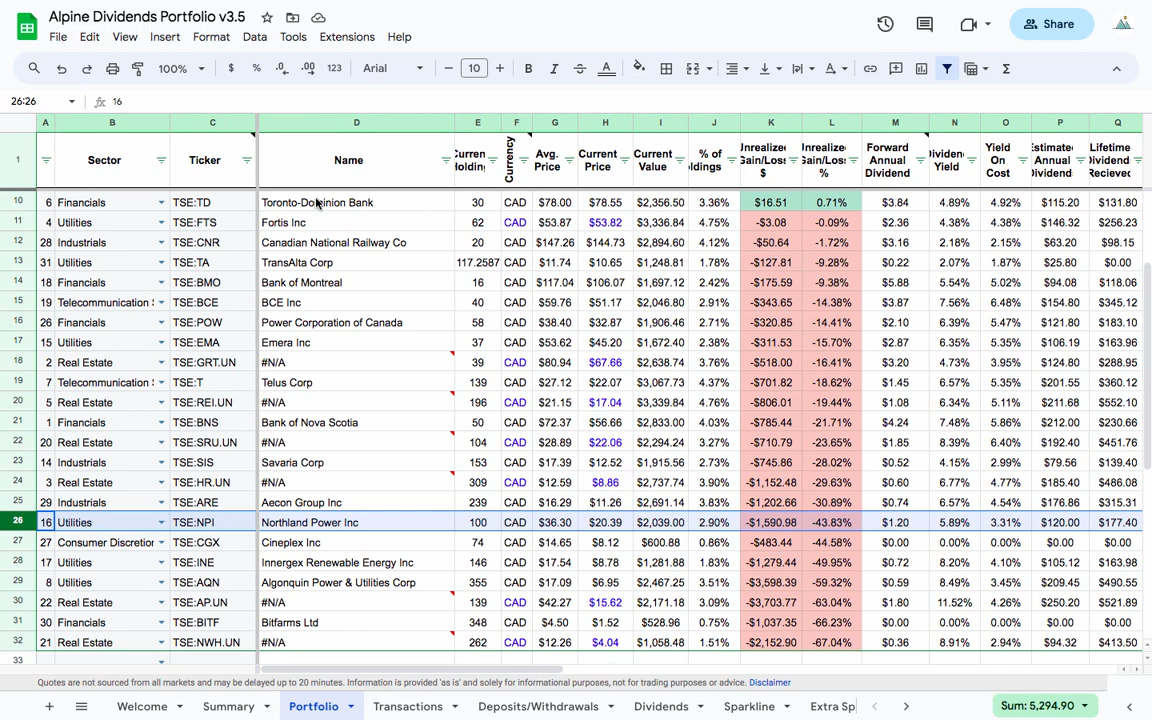 Alpine Dividends Portfolio v3.5
File Edit View Insert Format Data Tools Extensions Help
Share
100% $ % .0 .00 123 Arial − 10 + B I A Σ
26:26 fx 16
A B C D E F G H I J K L M N O P Q
1 Sector Ticker Name Curren Holdin Currency Avg. Price Current Price Current Value % of oldings Jnrealize Gain/Loss $ Jnrealize Gain/Loss % Forward Annual Dividend Dividen Yield Yield On Cost Estimated Annual Dividends Lifetime Dividends Recieved
10 6 Financials TSE:TD Toronto-Dominion Bank 30 CAD $78.00 $78.55 $2,356.50 3.36% $16.51 0.71% $3.84 4.89% 4.92% $115.20 $131.80
11 4 Utilities TSE:FTS Fortis Inc 62 CAD $53.87 $53.82 $3,336.84 4.75% -$3.08 -0.09% $2.36 4.38% 4.38% $146.32 $256.23
12 28 Industrials TSE:CNR Canadian National Railway Co 20 CAD $147.26 $144.73 $2,894.60 4.12% -$50.64 -1.72% $3.16 2.18% 2.15% $63.20 $98.15
13 31 Utilities TSE:TA TransAlta Corp 117.2587 CAD $11.74 $10.65 $1,248.81 1.78% -$127.81 -9.28% $0.22 2.07% 1.87% $25.80 $0.00
14 18 Financials TSE:BMO Bank of Montreal 16 CAD $117.04 $106.07 $1,697.12 2.42% -$175.59 -9.38% $5.88 5.54% 5.02% $94.08 $118.06
15 19 Telecommunication TSE:BCE BCE Inc 40 CAD $59.76 $51.17 $2,046.80 2.91% -$343.65 -14.38% $3.87 7.56% 6.48% $154.80 $345.12
16 26 Financials TSE:POW Power Corporation of Canada 58 CAD $38.40 $32.87 $1,906.46 2.71% -$320.85 -14.41% $2.10 6.39% 5.47% $121.80 $183.10
17 15 Utilities TSE:EMA Emera Inc 37 CAD $53.62 $45.20 $1,672.40 2.38% -$311.53 -15.70% $2.87 6.35% 5.35% $106.19 $163.96
18 2 Real Estate TSE:GRT.UN #N/A 39 CAD $80.94 $67.66 $2,638.74 3.76% -$518.00 -16.41% $3.20 4.73% 3.95% $124.80 $288.95
19 7 Telecommunication TSE:T Telus Corp 139 CAD $27.12 $22.07 $3,067.73 4.37% -$701.82 -18.62% $1.45 6.57% 5.35% $201.55 $360.12
20 5 Real Estate TSE:REI.UN #N/A 196 CAD $21.15 $17.04 $3,339.84 4.76% -$806.01 -19.44% $1.08 6.34% 5.11% $211.68 $552.10
21 1 Financials TSE:BNS Bank of Nova Scotia 50 CAD $72.37 $56.66 $2,833.00 4.03% -$785.44 -21.71% $4.24 7.48% 5.86% $212.00 $230.66
22 20 Real Estate TSE:SRU.UN #N/A 104 CAD $28.89 $22.06 $2,294.24 3.27% -$710.79 -23.65% $1.85 8.39% 6.40% $192.40 $451.76
23 14 Industrials TSE:SIS Savaria Corp 153 CAD $17.39 $12.52 $1,915.56 2.73% -$745.86 -28.02% $0.52 4.15% 2.99% $79.56 $139.40
24 3 Real Estate TSE:HR.UN #N/A 309 CAD $12.59 $8.86 $2,737.74 3.90% -$1,152.48 -29.63% $0.60 6.77% 4.77% $185.40 $486.08
25 29 Industrials TSE:ARE Aecon Group Inc 239 CAD $16.29 $11.26 $2,691.14 3.83% -$1,202.66 -30.89% $0.74 6.57% 4.54% $176.86 $315.31
26 16 Utilities TSE:NPI Northland Power Inc 100 CAD $36.30 $20.39 $2,039.00 2.90% -$1,590.98 -43.83% $1.20 5.89% 3.31% $120.00 $177.40
27 27 Consumer Discretior TSE:CGX Cineplex Inc 74 CAD $14.65 $8.12 $600.88 0.86% -$483.44 -44.58% $0.00 0.00% 0.00% $0.00 $0.00
28 17 Utilities TSE:INE Innergex Renewable Energy Inc 146 CAD $17.54 $8.78 $1,281.88 1.83% -$1,279.44 -49.95% $0.72 8.20% 4.10% $105.12 $163.98
29 8 Utilities TSE:AQN Algonquin Power & Utilities Corp 355 CAD $17.09 $6.95 $2,467.25 3.51% -$3,598.39 -59.32% $0.59 8.49% 3.45% $209.45 $490.55
30 22 Real Estate TSE:AP.UN #N/A 139 CAD $42.27 $15.62 $2,171.18 3.09% -$3,703.77 -63.04% $1.80 11.52% 4.26% $250.20 $521.89
31 30 Financials TSE:BITF Bitfarms Ltd 348 CAD $4.50 $1.52 $528.96 0.75% -$1,037.35 -66.23% $0.00 0.00% 0.00% $0.00 $0.00
32 21 Real Estate TSE:NWH.UN #N/A 262 CAD $12.26 $4.04 $1,058.48 1.51% -$2,152.90 -67.04% $0.36 8.91% 2.94% $94.32 $413.50
33
Quotes are not sourced from all markets and may be delayed up to 20 minutes. Information is provided 'as is' and solely for informational purposes, not for trading purposes or advice. Disclaimer
Welcome Summary Portfolio Transactions Deposits/Withdrawals Dividends Sparkline Extra Sp Sum: 5,294.90